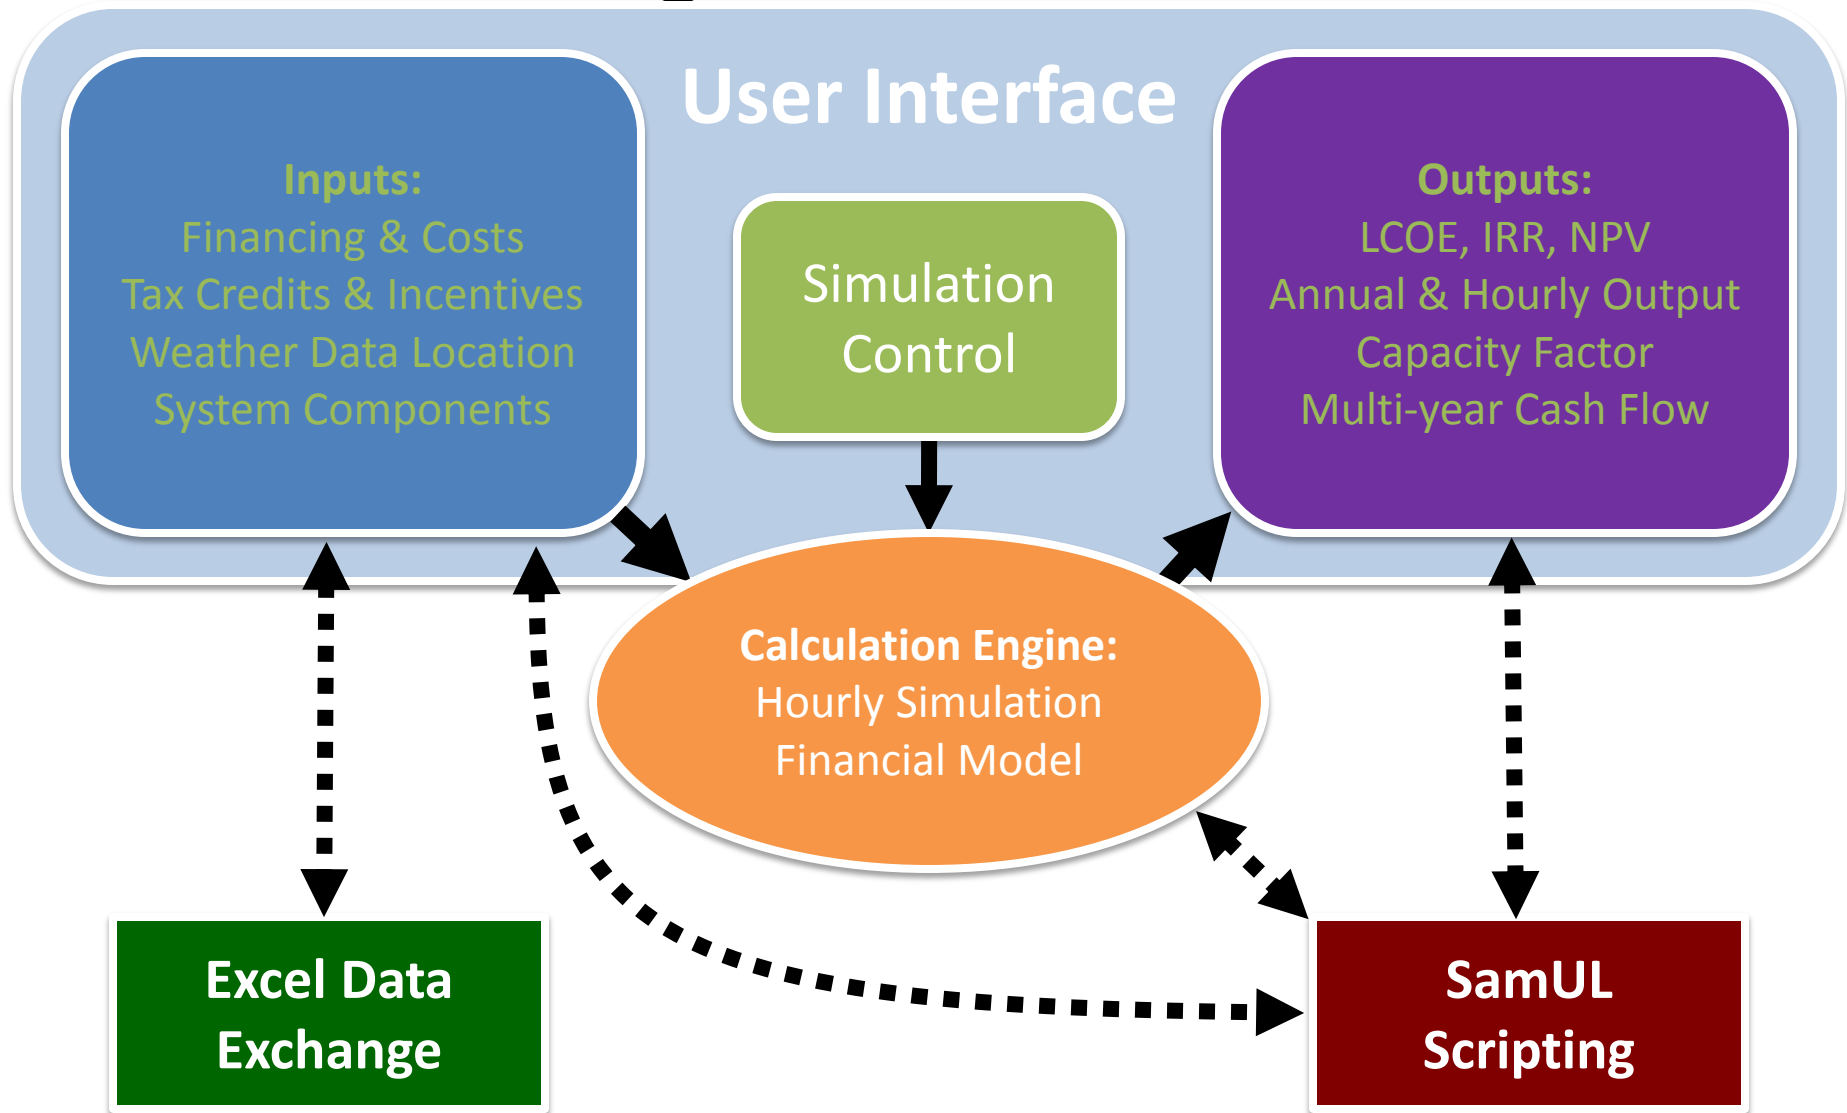 User Interface
Inputs:
Financing & Costs
Tax Credits & Incentives
Weather Data Location
System Components
Simulation
Control
Outputs:
LCOE, IRR, NPV
Annual & Hourly Output
Capacity Factor
Multi-year Cash Flow
Calculation Engine:
Hourly Simulation
Financial Model
Excel Data
Exchange
SamUL
Scripting